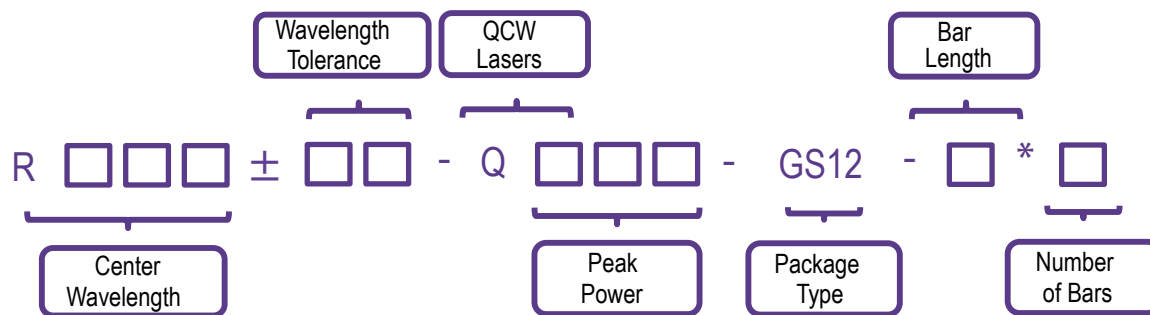 Wavelength
Tolerance
QCW
Lasers
Bar
Length
R □□□ ± □□ - Q □□□ - GS12 - □ * □
Center
Wavelength
Peak
Power
Package
Type
Number
of Bars